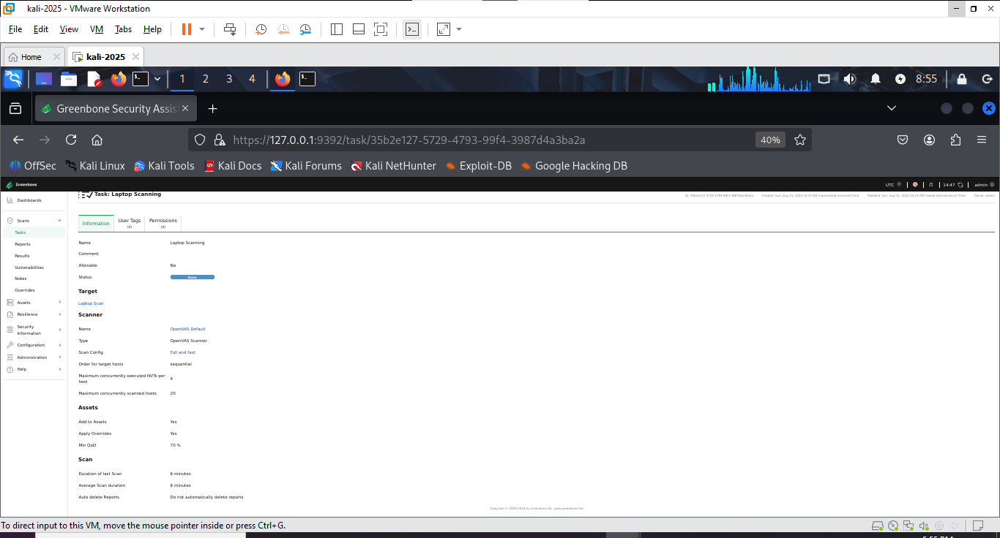 kali-2025 - VMware Workstation
File Edit View VM Tabs Help
Home kali-2025
1 2 3 4 8:55
Greenbone Security Assis
https://127.0.0.1:9392/task/35b2e127-5729-4793-99f4-3987d4a3ba2a 40%
OffSec Kali Linux Kali Tools Kali Docs Kali Forums Kali NetHunter Exploit-DB Google Hacking DB
Greenbone UTC 14:47 admin
Dashboards
Scans
Tasks
Reports
Results
Vulnerabilities
Notes
Overrides
Assets
Resilience
Security
Information
Configuration
Administration
Help
Task: Laptop Scanning
Information User Tags (0) Permissions (0)
Name Laptop Scanning
Comment
Alterable No
Status Done
Target
Laptop Scan
Scanner
Name OpenVAS Default
Type OpenVAS Scanner
Scan Config Full and fast
Order for target hosts sequential
Maximum concurrently executed NVTs per
host 4
Maximum concurrently scanned hosts 20
Assets
Add to Assets Yes
Apply Overrides Yes
Min QoD 70 %
Scan
Duration of last Scan 6 minutes
Average Scan duration 6 minutes
Auto delete Reports Do not automatically delete reports
To direct input to this VM, move the mouse pointer inside or press Ctrl+G.